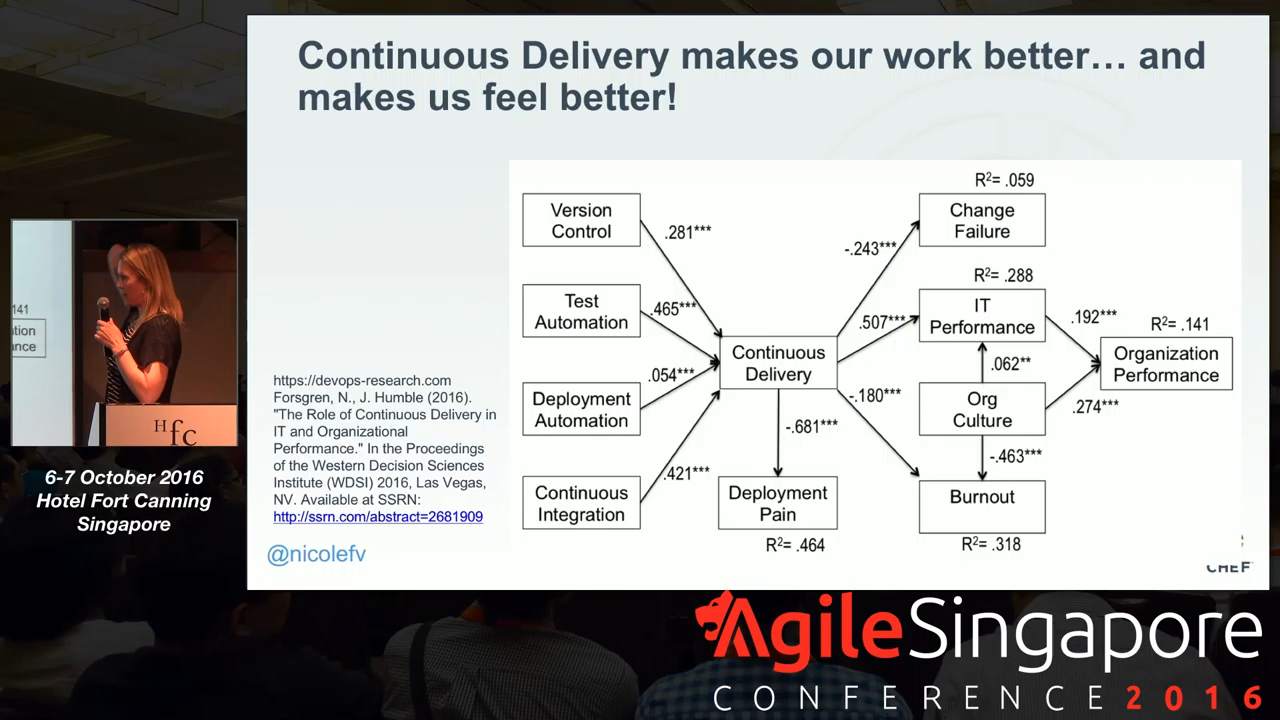 Continuous Delivery makes our work better… and
makes us feel better!
R²= .059
Version
Control
Change
Failure
.281***
-.243***
R²= .288
Test
Automation
.465***
IT
Performance
.507***
.192***
R²= .141
Organization
Performance
Continuous
Delivery
.062**
.054***
Deployment
Automation
-.180***
Org
Culture
.274***
-.681***
-.463***
.421***
Continuous
Integration
Deployment
Pain
Burnout
R²= .464
R²= .318
https://devops-research.com
Forsgren, N., J. Humble (2016).
"The Role of Continuous Delivery in
IT and Organizational
Performance." In the Proceedings
of the Western Decision Sciences
Institute (WDSI) 2016, Las Vegas,
NV. Available at SSRN:
http://ssrn.com/abstract=2681909
@nicolefv
CHEF
141
tion
nce
Hfc
6-7 October 2016
Hotel Fort Canning
Singapore
AgileSingapore
CONFERENCE2016